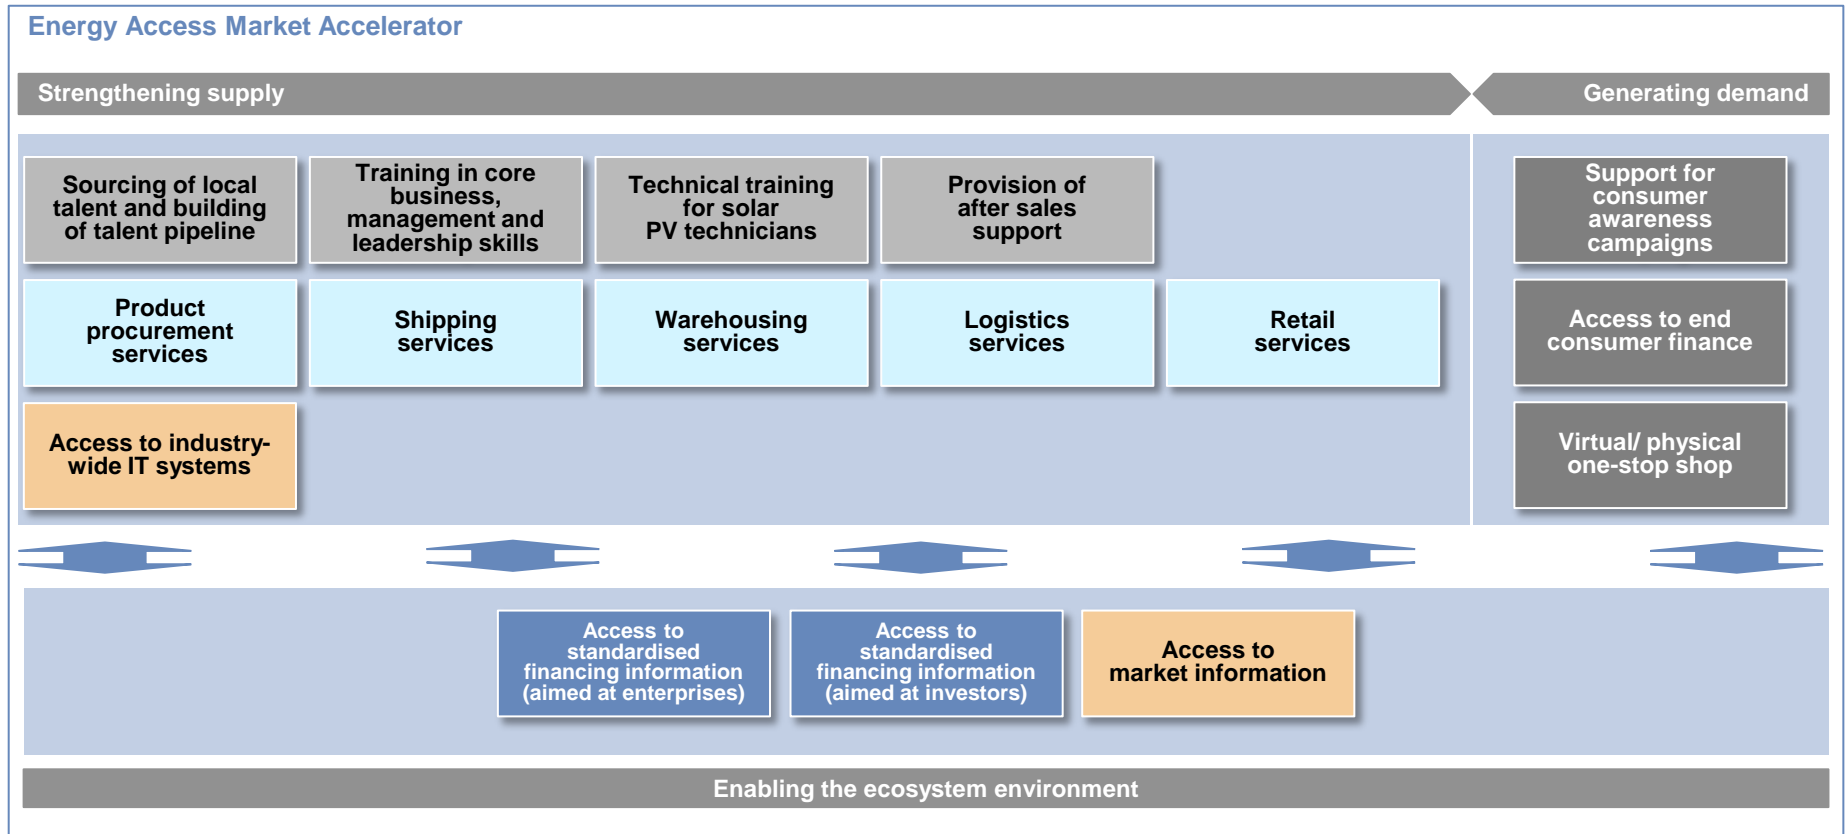 Energy Access Market Accelerator
Strengthening supply
Generating demand
Sourcing of local
talent and building
of talent pipeline
Training in core
business,
management and
leadership skills
Technical training
for solar
PV technicians
Provision of
after sales
support
Support for
consumer
awareness
campaigns
Product
procurement
services
Shipping
services
Warehousing
services
Logistics
services
Retail
services
Access to end
consumer finance
Access to industry-
wide IT systems
Virtual/ physical
one-stop shop
Access to
standardised
financing information
(aimed at enterprises)
Access to
standardised
financing information
(aimed at investors)
Access to
market information
Enabling the ecosystem environment